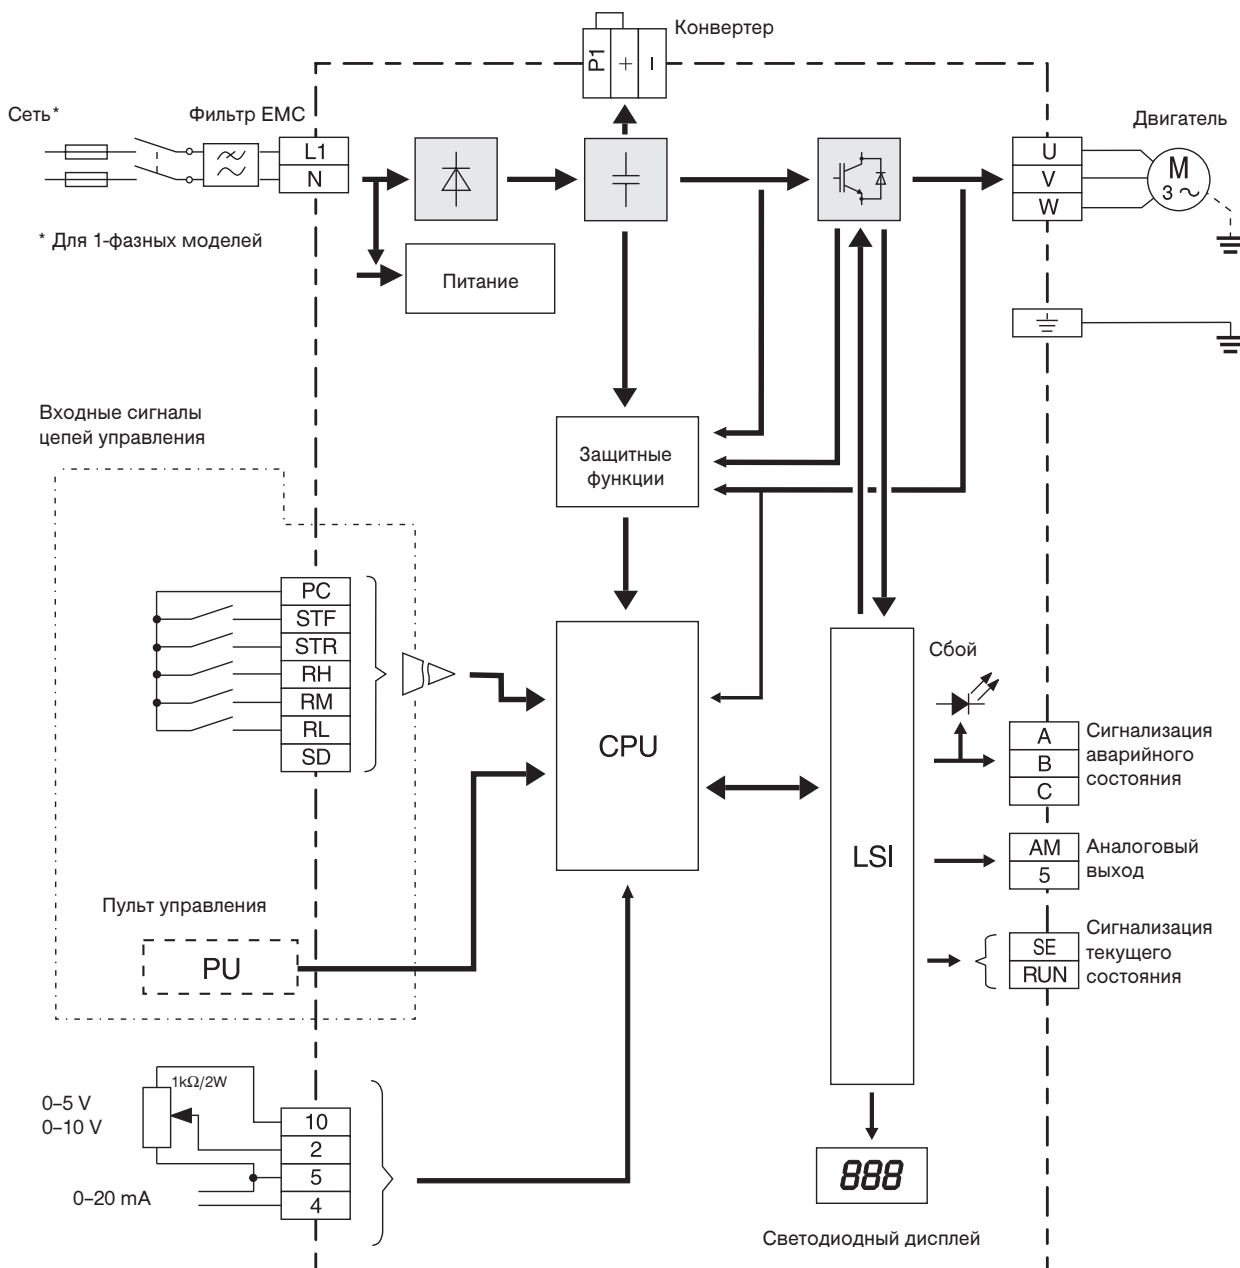 Конвертер
P1
+
–
Сеть*
Фильтр EMC
Двигатель
L1
N
U
V
W
M
3 ~
* Для 1-фазных моделей
Питание
Входные сигналы
цепей управления
Защитные
функции
PC
STF
STR
RH
RM
RL
SD
CPU
LSI
Сбой
A
B
C
Сигнализация
аварийного
состояния
AM
5
Аналоговый
выход
Пульт управления
PU
SE
RUN
Сигнализация
текущего
состояния
1kΩ/2W
0–5 V
0–10 V
10
2
5
4
0–20 mA
888
Светодиодный дисплей